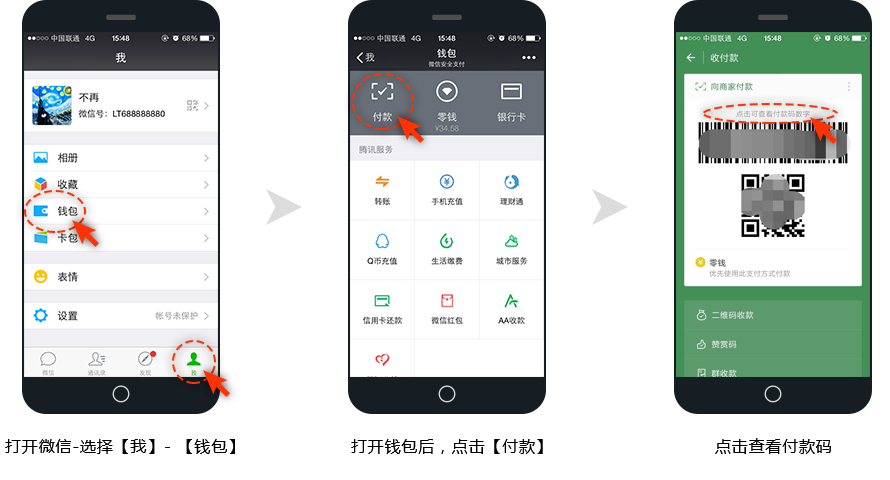 中国联通 4G 15:48 68%
我
不再
微信号：LT688888880
相册
收藏
钱包
卡包
表情
设置 帐号未保护
微信 通讯录 发现 我
打开微信-选择【我】- 【钱包】
中国联通 4G 15:48 68%
我 钱包
微信安全支付
付款 零钱 银行卡
¥34.58
腾讯服务
转账 手机充值 理财通
Q币充值 生活缴费 城市服务
信用卡还款 微信红包 AA收款
打开钱包后，点击【付款】
中国联通 4G 15:48 68%
收付款
向商家付款
点击可查看付款码数字
零钱
优先使用此支付方式付款
二维码收款
赞赏码
群收款
点击查看付款码